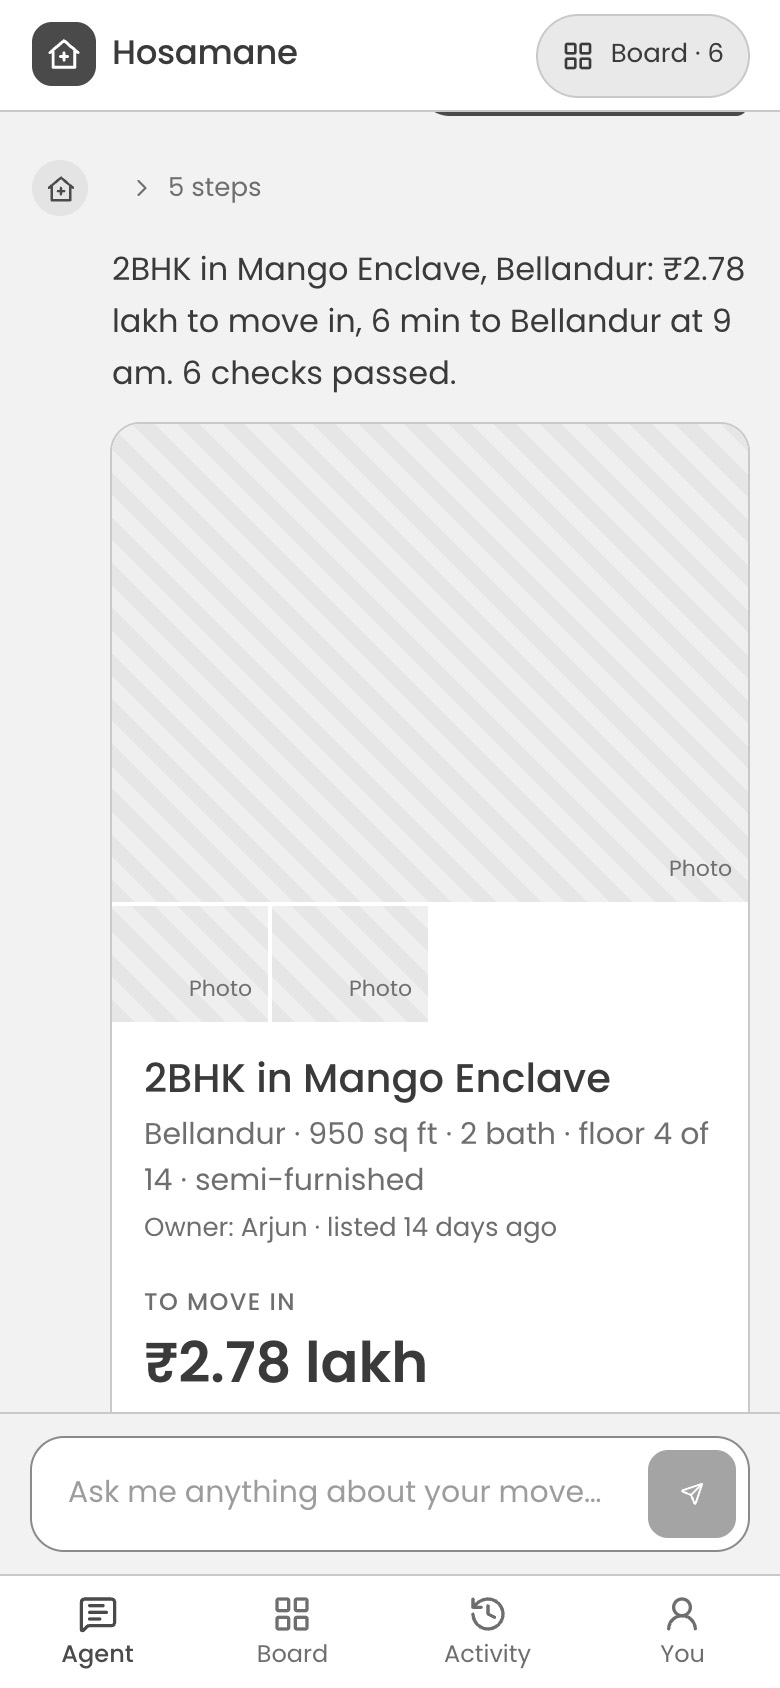 Hosamane
Board · 6
5 steps
2BHK in Mango Enclave, Bellandur: ₹2.78
lakh to move in, 6 min to Bellandur at 9
am. 6 checks passed.
Photo
Photo
Photo
2BHK in Mango Enclave
Bellandur · 950 sq ft · 2 bath · floor 4 of
14 · semi-furnished
Owner: Arjun · listed 14 days ago
TO MOVE IN
₹2.78 lakh
Ask me anything about your move...
Agent
Board
Activity
You